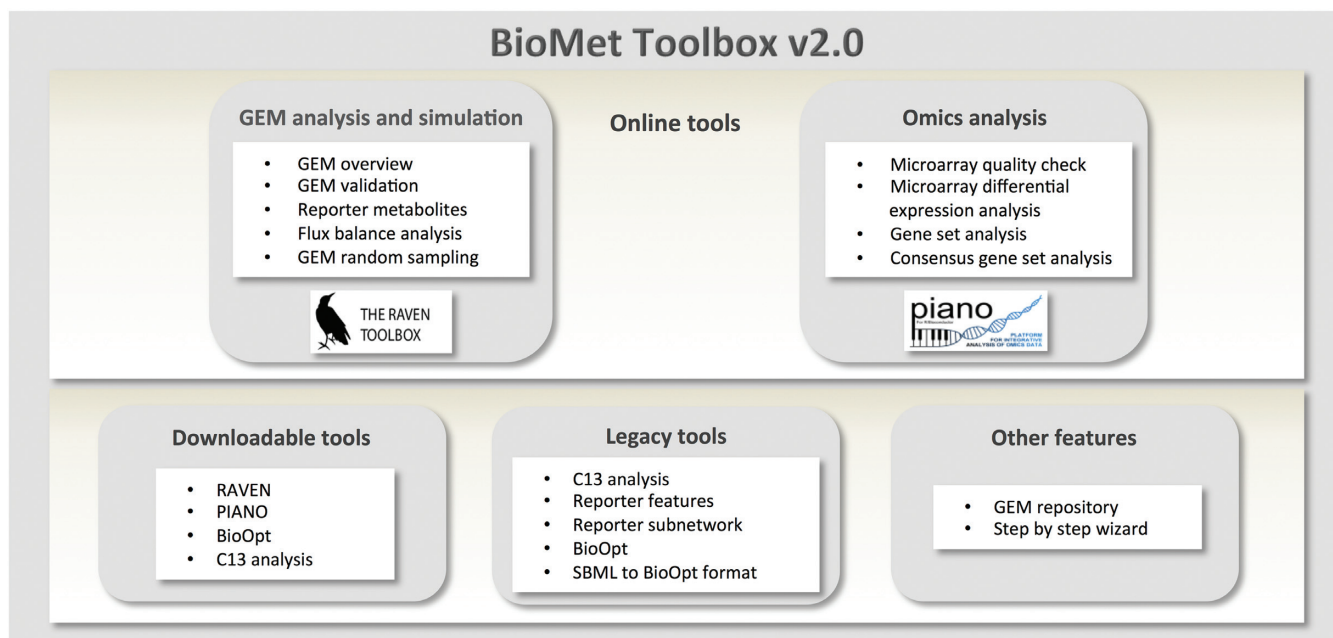 BioMet Toolbox v2.0
GEM analysis and simulation
• GEM overview
• GEM validation
• Reporter metabolites
• Flux balance analysis
• GEM random sampling
THE RAVEN
TOOLBOX
Online tools
Omics analysis
• Microarray quality check
• Microarray differential
expression analysis
• Gene set analysis
• Consensus gene set analysis
piano
For R/Bioconductor
PLATFORM
FOR INTEGRATIVE
ANALYSIS OF OMICS DATA
Downloadable tools
• RAVEN
• PIANO
• BioOpt
• C13 analysis
Legacy tools
• C13 analysis
• Reporter features
• Reporter subnetwork
• BioOpt
• SBML to BioOpt format
Other features
• GEM repository
• Step by step wizard